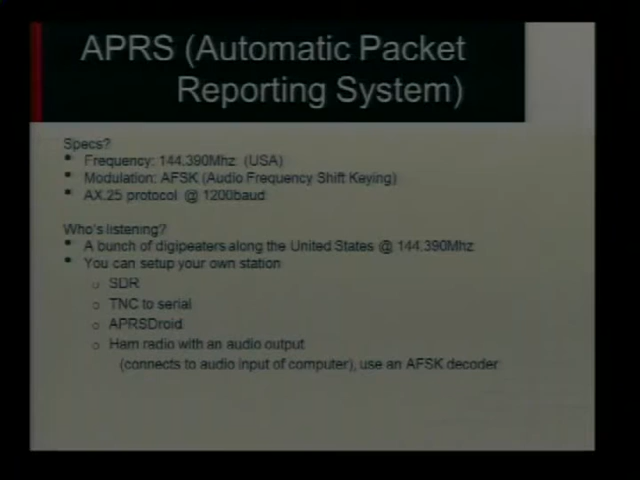 APRS (Automatic Packet
Reporting System)
Specs?
• Frequency: 144.390Mhz (USA)
• Modulation: AFSK (Audio Frequency Shift Keying)
• AX.25 protocol @ 1200baud
Who's listening?
• A bunch of digipeaters along the United States @ 144.390Mhz
• You can setup your own station
○ SDR
○ TNC to serial
○ APRSDroid
○ Ham radio with an audio output
(connects to audio input of computer), use an AFSK decoder